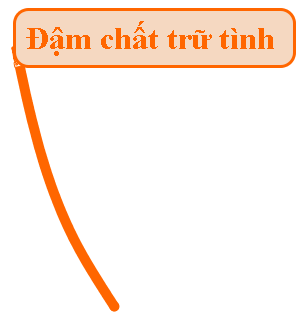 Đậm chất trữ tình